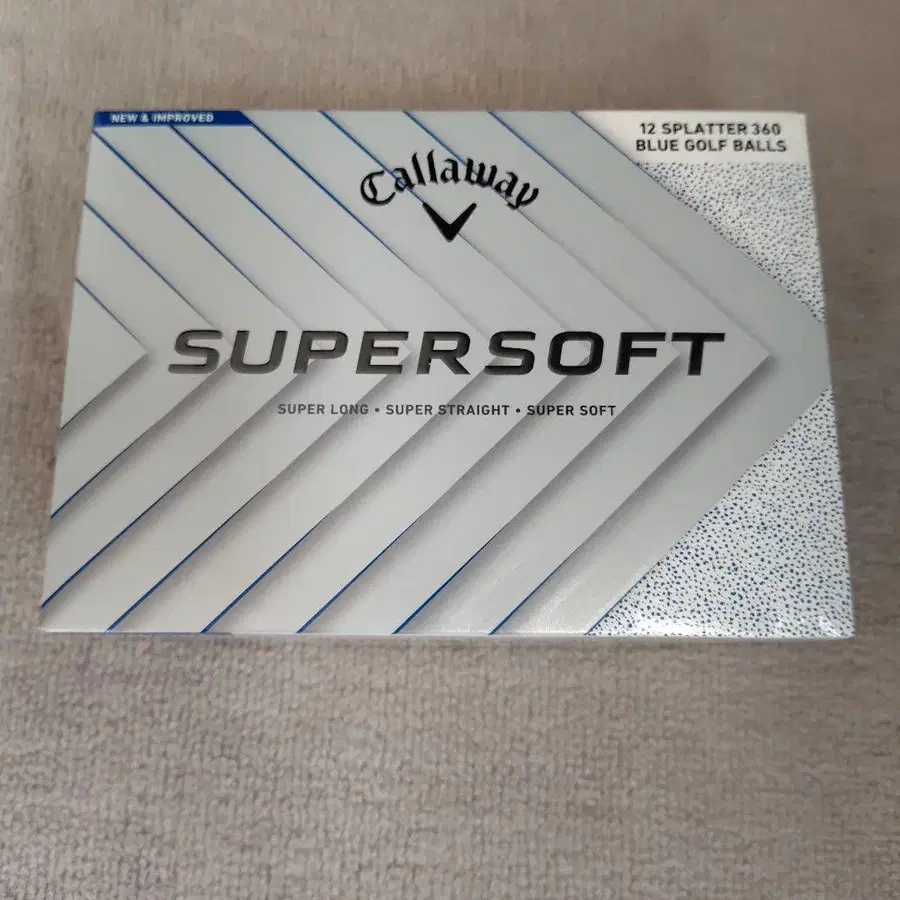 NEW & IMPROVED
12 SPLATTER 360
BLUE GOLF BALLS
Callaway
SUPERSOFT
SUPER LONG • SUPER STRAIGHT • SUPER SOFT